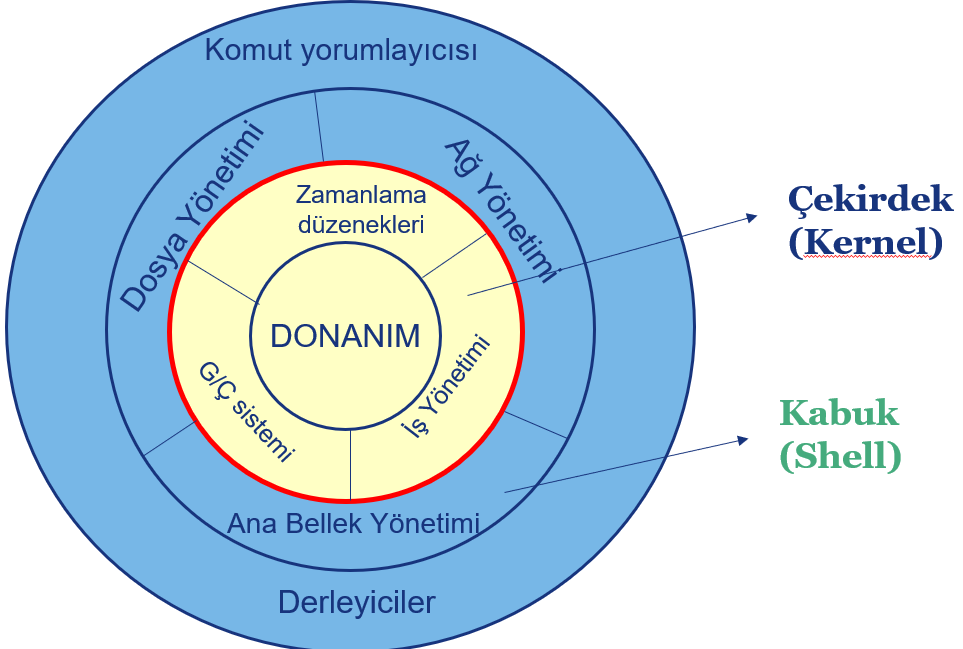 Komut yorumlayıcısı
Dosya Yönetimi
Ağ Yönetimi
Zamanlama
düzenekleri
DONANIM
G/Ç sistemi
İş Yönetimi
Ana Bellek Yönetimi
Derleyiciler
Çekirdek
(Kernel)
Kabuk
(Shell)